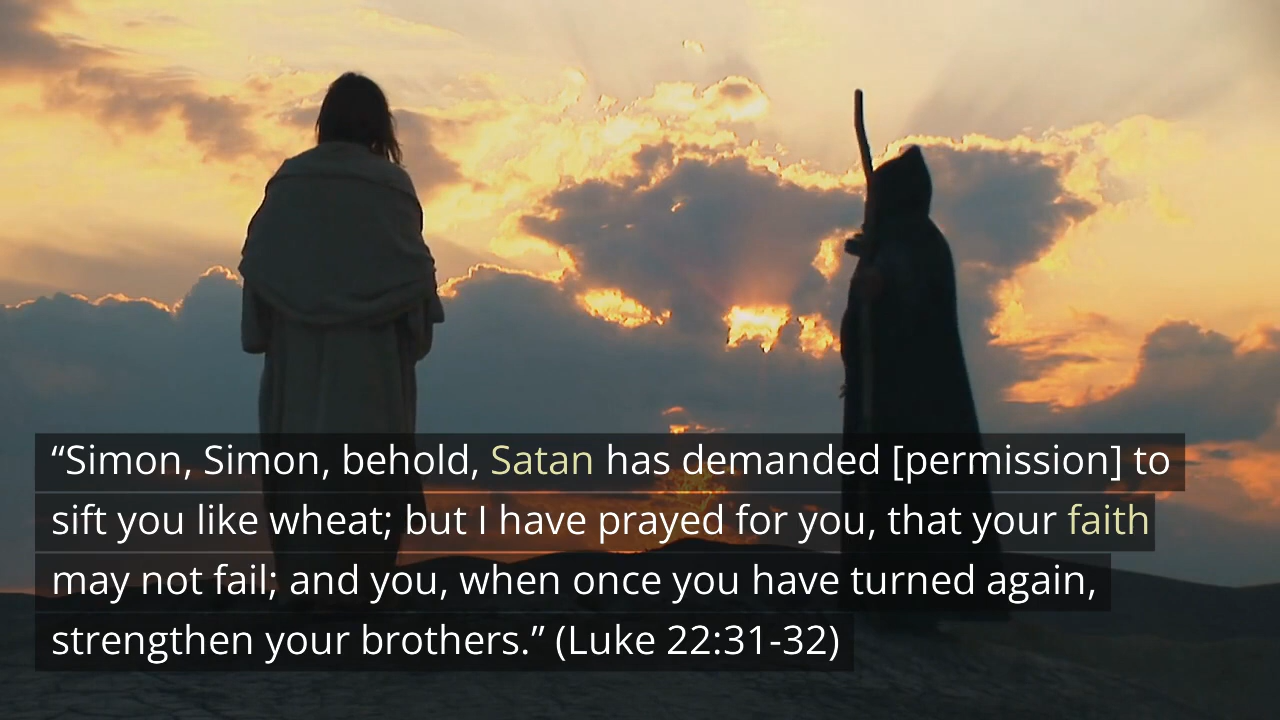 “Simon, Simon, behold, Satan has demanded [permission] to
sift you like wheat; but I have prayed for you, that your faith
may not fail; and you, when once you have turned again,
strengthen your brothers.” (Luke 22:31-32)